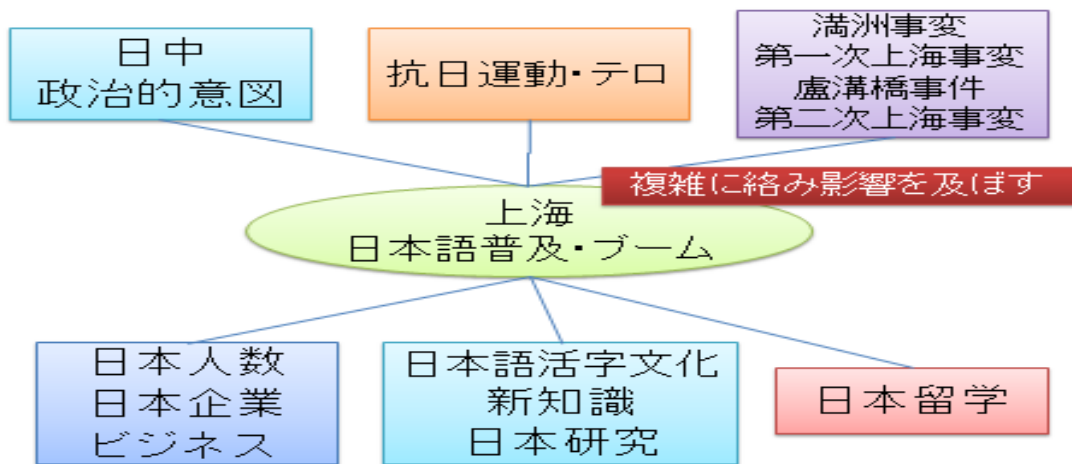 日中
政治的意図
抗日運動・テロ
満洲事変
第一次上海事変
盧溝橋事件
第二次上海事変
複雑に絡み影響を及ぼす
上海
日本語普及・ブーム
日本人数
日本企業
ビジネス
日本語活字文化
新知識
日本研究
日本留学